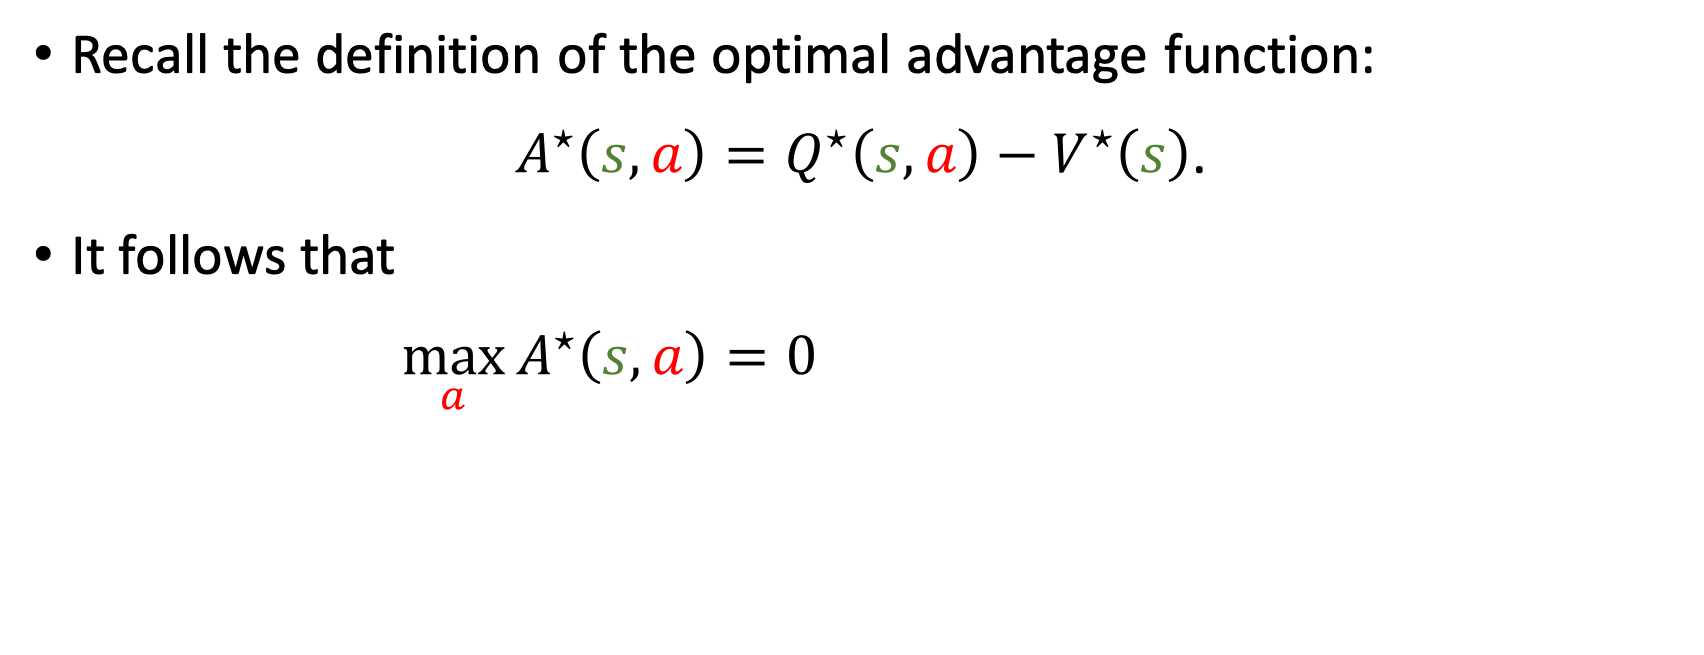 • Recall the definition of the optimal advantage function:
A⋆(s, a) = Q⋆(s, a) − V⋆(s).
• It follows that
max A⋆(s, a) = 0
a